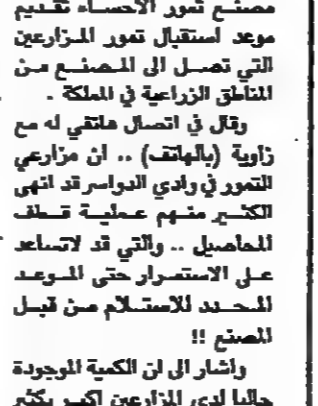 مصنع تمور الاحساء تقديم
موعد استقبال تمور المزارعين
التي تصل الى المصنع من
المناطق الزراعية في المملكة .
وقال في اتصال هاتفي له مع
زاوية (بالهاتف) .. ان مزارعي
التمور في وادي الدواسر قد انهى
الكثير منهم عملية قطف
المحاصيل .. والتي قد لاتساعد
على الاستمرار حتى الموعد
المحدد للاستلام من قبل
المصنع !!
واشار الى ان الكمية الموجودة
حاليا لدى المزارعين اكبر بكثير